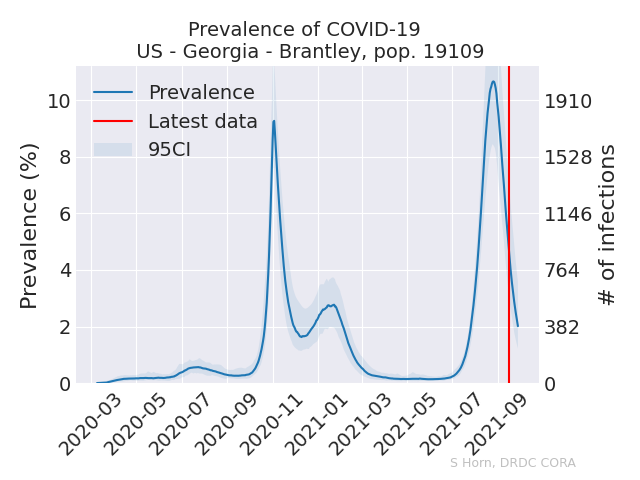 Prevalence of COVID-19
US - Georgia - Brantley, pop. 19109
Prevalence
Latest data
95CI
Prevalence (%)
10
8
6
4
2
0
1910
1528
1146
764
382
0
# of infections
2020-03
2020-05
2020-07
2020-09
2020-11
2021-01
2021-03
2021-05
2021-07
2021-09
S Horn, DRDC CORA